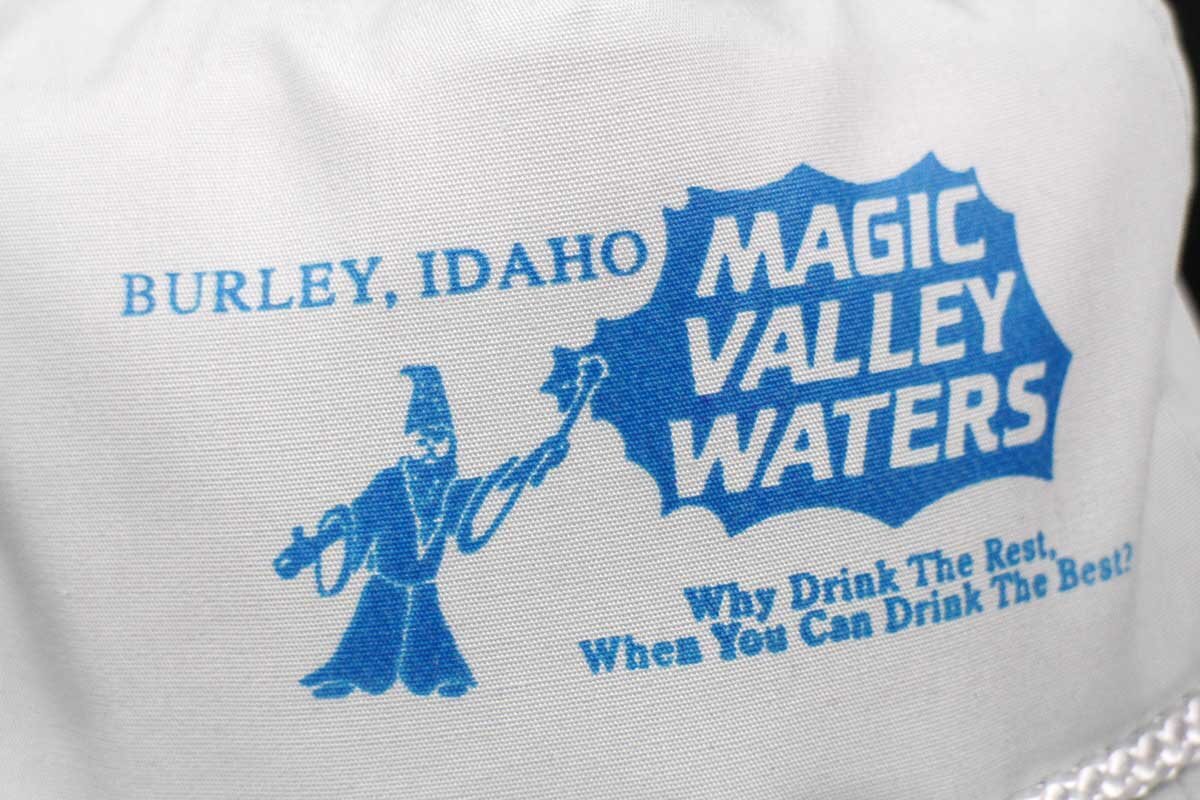 BURLEY, IDAHO
MAGIC
VALLEY
WATERS
Why Drink The Rest,
When You Can Drink The Best?